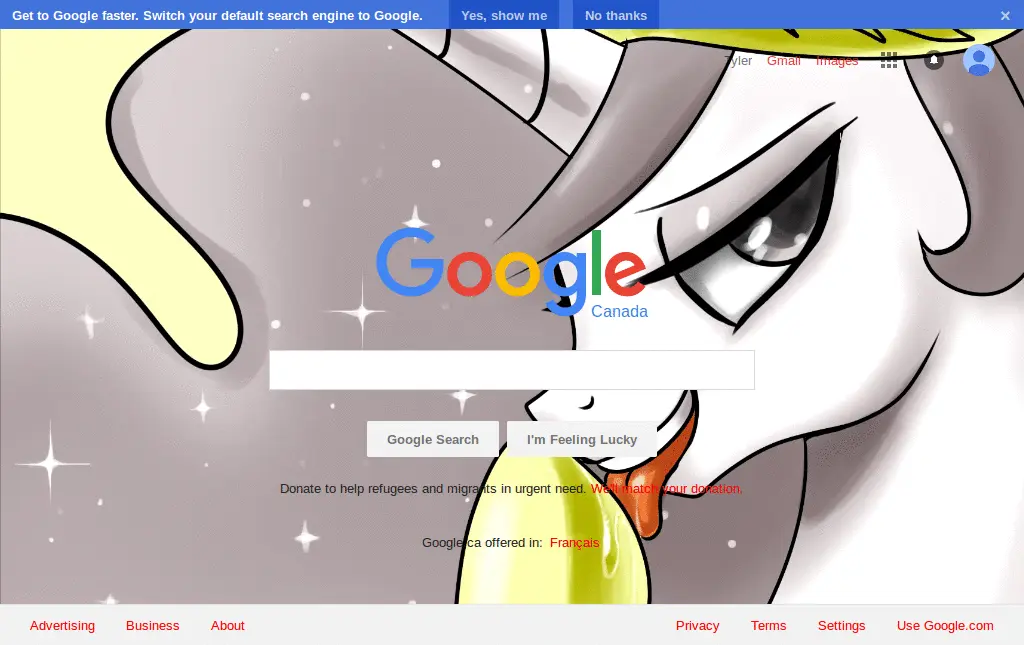 Get to Google faster. Switch your default search engine to Google. Yes, show me No thanks ×
Tyler Gmail Images
Google
Canada
Google Search I'm Feeling Lucky
Donate to help refugees and migrants in urgent need. We'll match your donation.
Google.ca offered in: Français
Advertising Business About Privacy Terms Settings Use Google.com